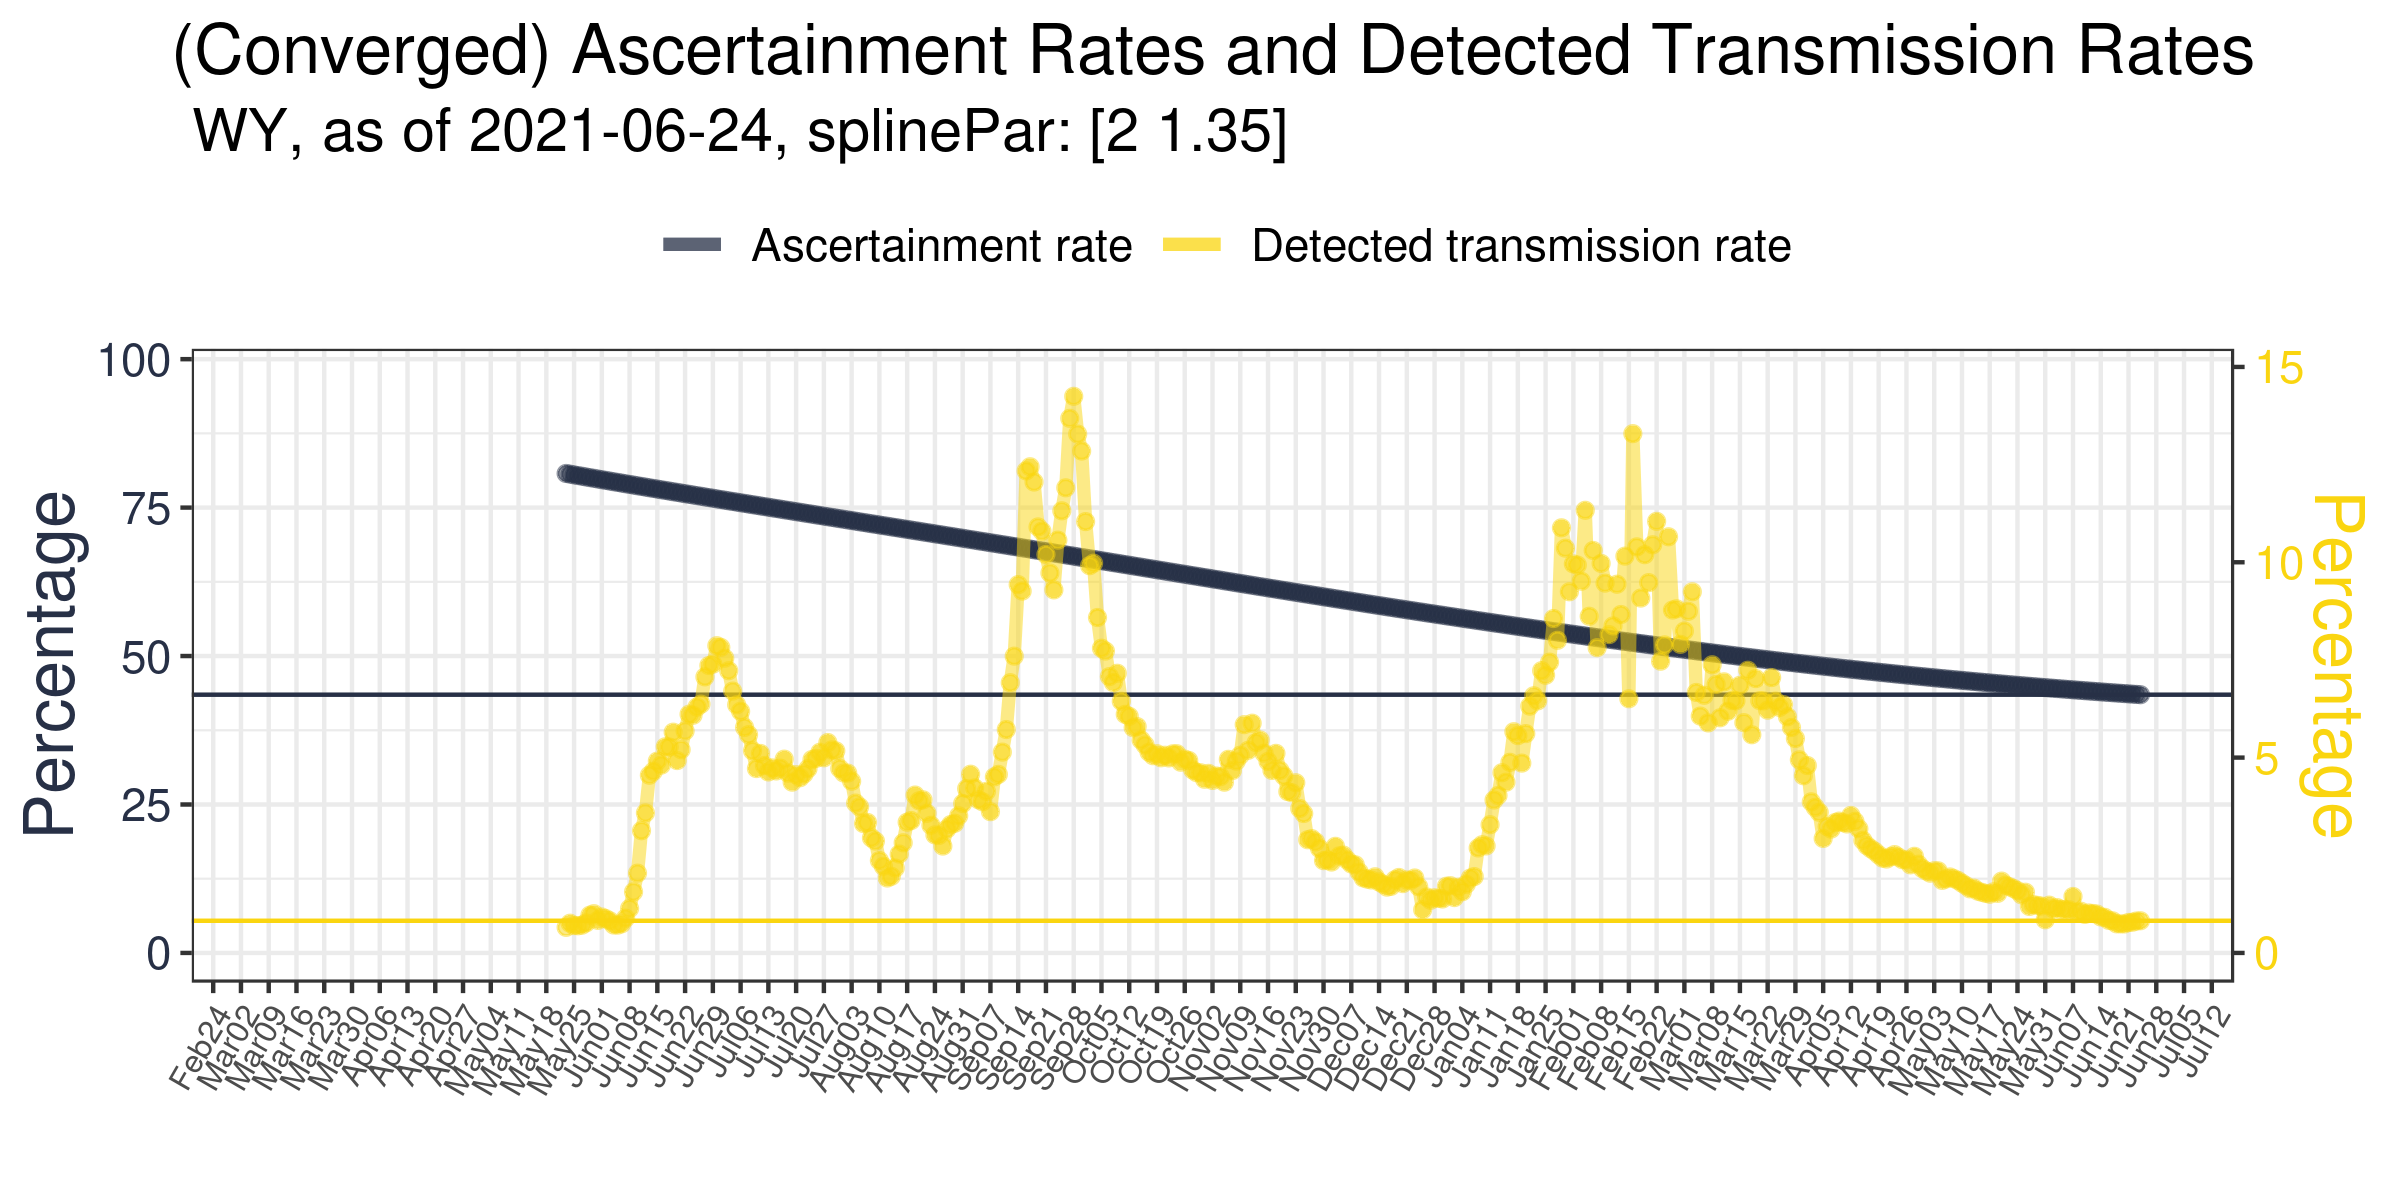 (Converged) Ascertainment Rates and Detected Transmission Rates
WY, as of 2021-06-24, splinePar: [2 1.35]
Ascertainment rate Detected transmission rate
Percentage
100
75
50
25
0
15
10
5
0
Percentage
Feb24 Mar02 Mar09 Mar16 Mar23 Mar30 Apr06 Apr13 Apr20 Apr27 May04 May11 May18 May25 Jun01 Jun08 Jun15 Jun22 Jun29 Jul06 Jul13 Jul20 Jul27 Aug03 Aug10 Aug17 Aug24 Aug31 Sep07 Sep14 Sep21 Sep28 Oct05 Oct12 Oct19 Oct26 Nov02 Nov09 Nov16 Nov23 Nov30 Dec07 Dec14 Dec21 Dec28 Jan04 Jan11 Jan18 Jan25 Feb01 Feb08 Feb15 Feb22 Mar01 Mar08 Mar15 Mar22 Mar29 Apr05 Apr12 Apr19 Apr26 May03 May10 May17 May24 May31 Jun07 Jun14 Jun21 Jun28 Jul05 Jul12